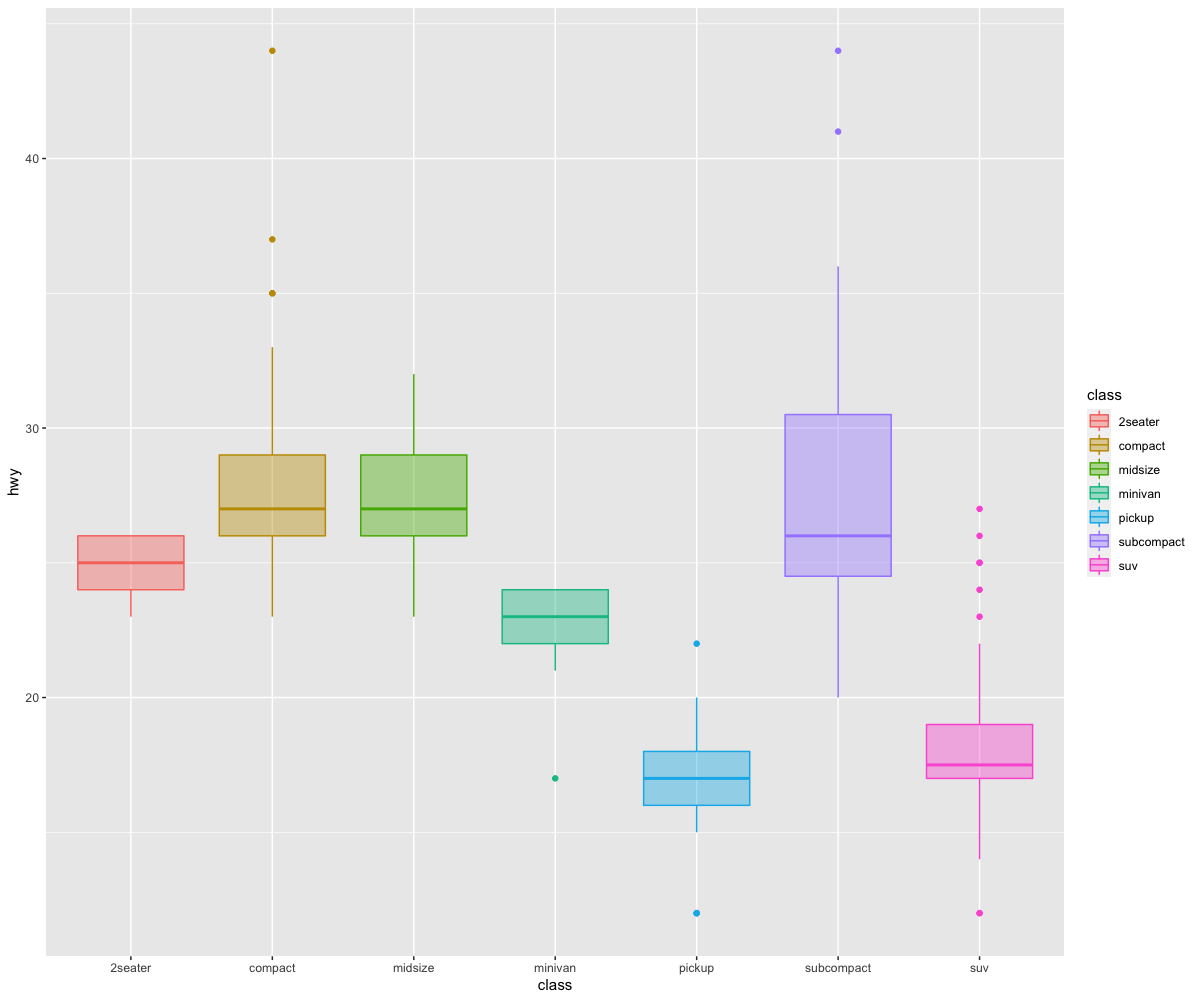 hwy
40
30
20
2seater compact midsize minivan pickup subcompact suv
class
class
2seater
compact
midsize
minivan
pickup
subcompact
suv